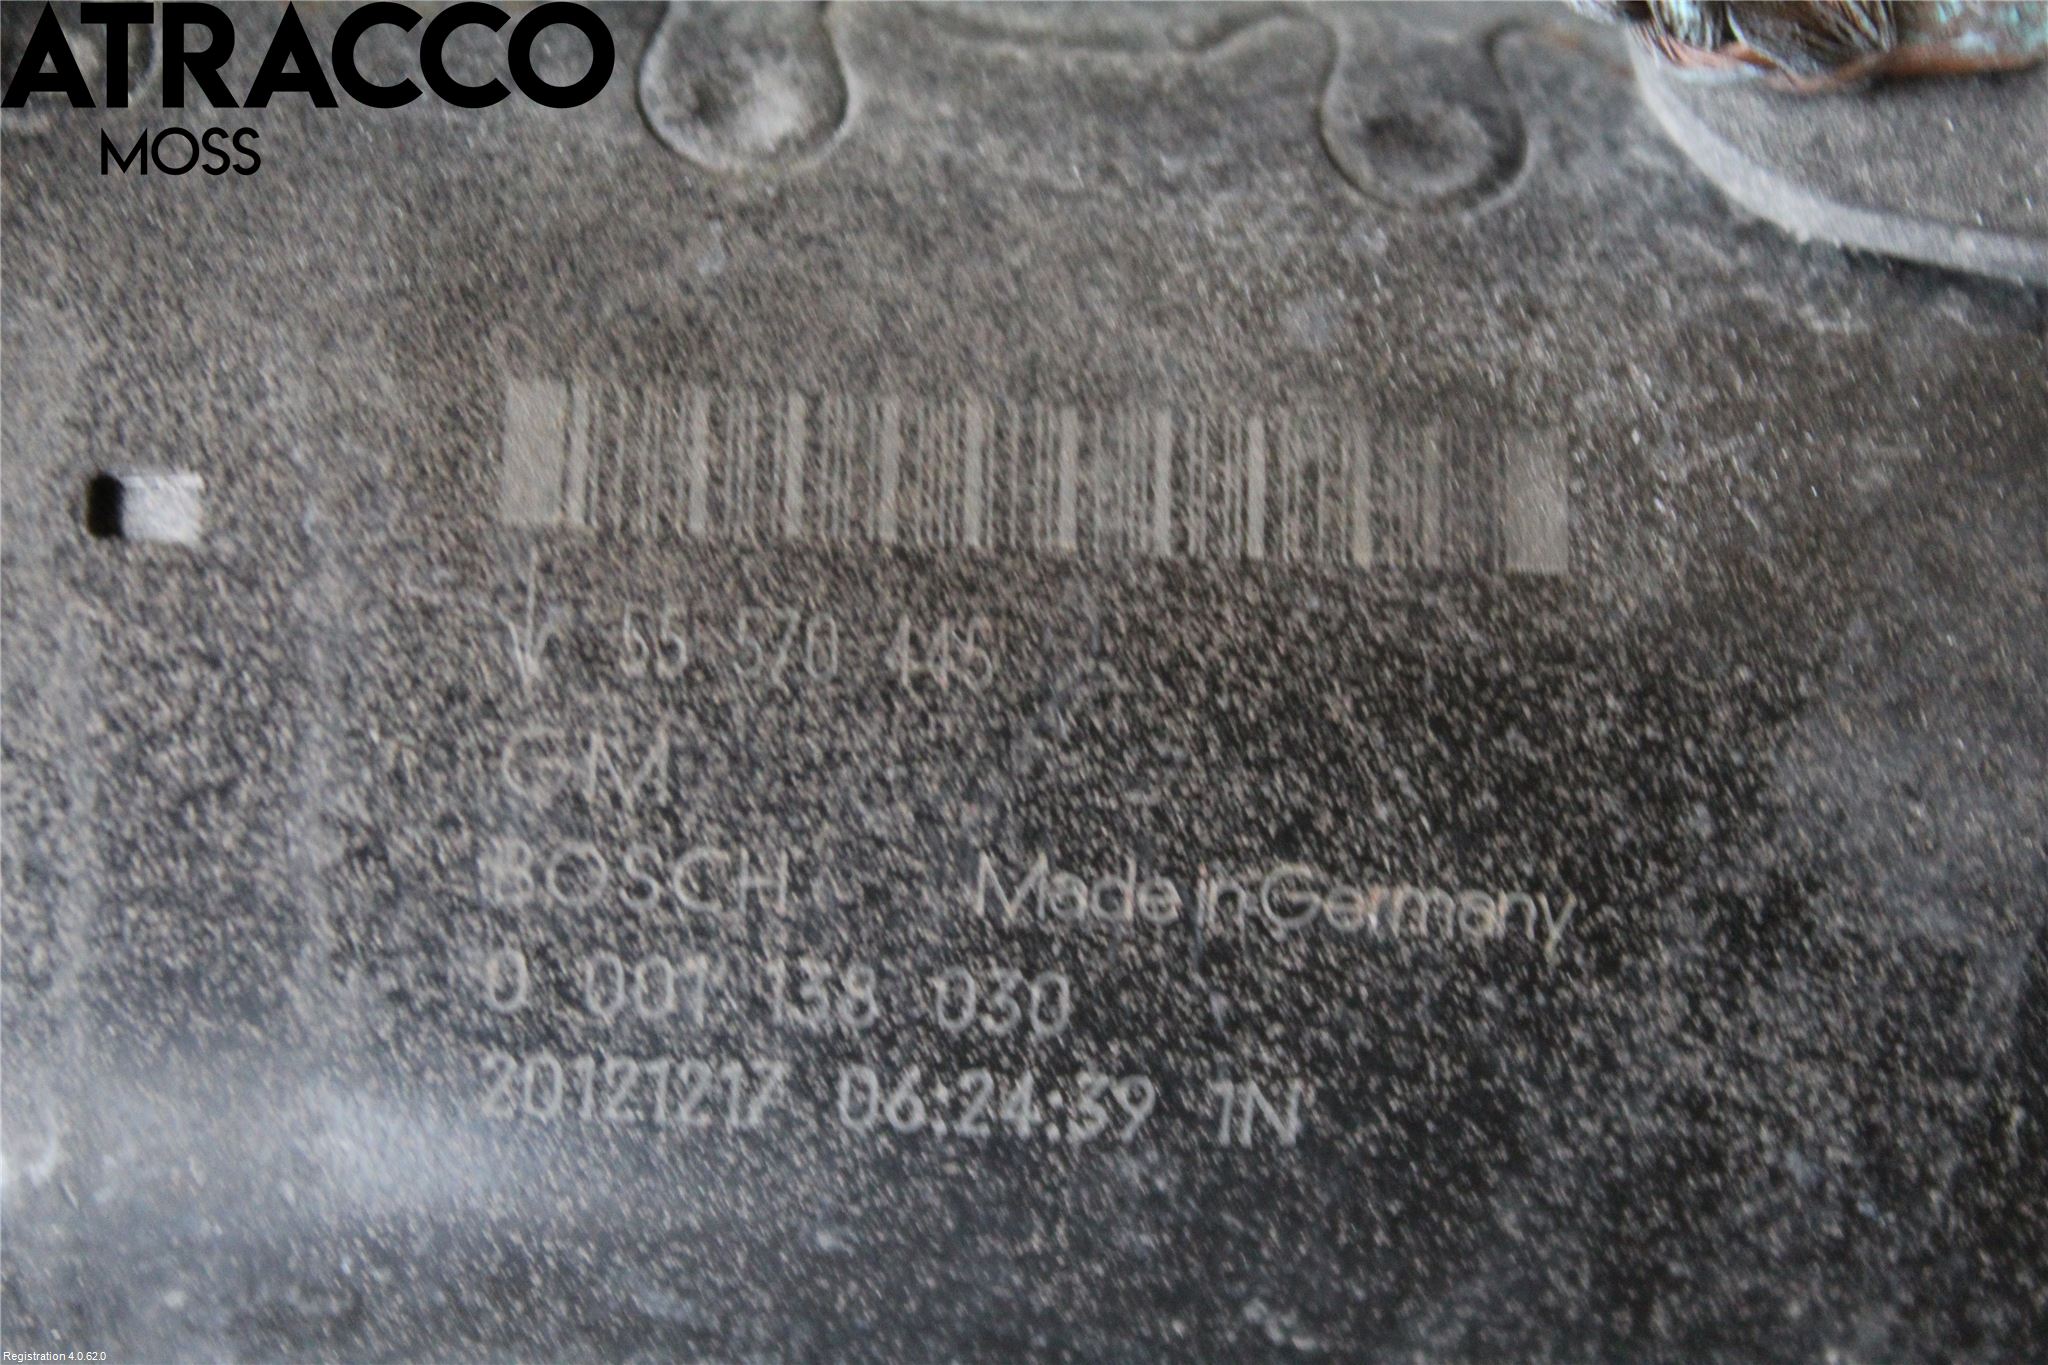 ATRACCO
MOSS
55 570 445
GM
BOSCH Made in Germany
0 001 138 030
20121217 06:24:39 1N
Registration 4.0.62.0